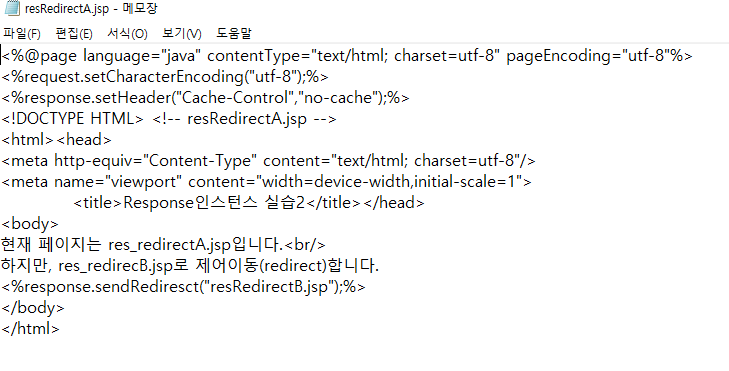 resRedirectA.jsp - 메모장
파일(F) 편집(E) 서식(O) 보기(V) 도움말
<%@page language="java" contentType="text/html; charset=utf-8" pageEncoding="utf-8"%>
<%request.setCharacterEncoding("utf-8");%>
<%response.setHeader("Cache-Control","no-cache");%>
<!DOCTYPE HTML> <!-- resRedirectA.jsp -->
<html><head>
<meta http-equiv="Content-Type" content="text/html; charset=utf-8"/>
<meta name="viewport" content="width=device-width,initial-scale=1">
<title>Response인스턴스 실습2</title></head>
<body>
현재 페이지는 res_redirectA.jsp입니다.<br/>
하지만, res_redirecB.jsp로 제어이동(redirect)합니다.
<%response.sendRediresct("resRedirectB.jsp");%>
</body>
</html>